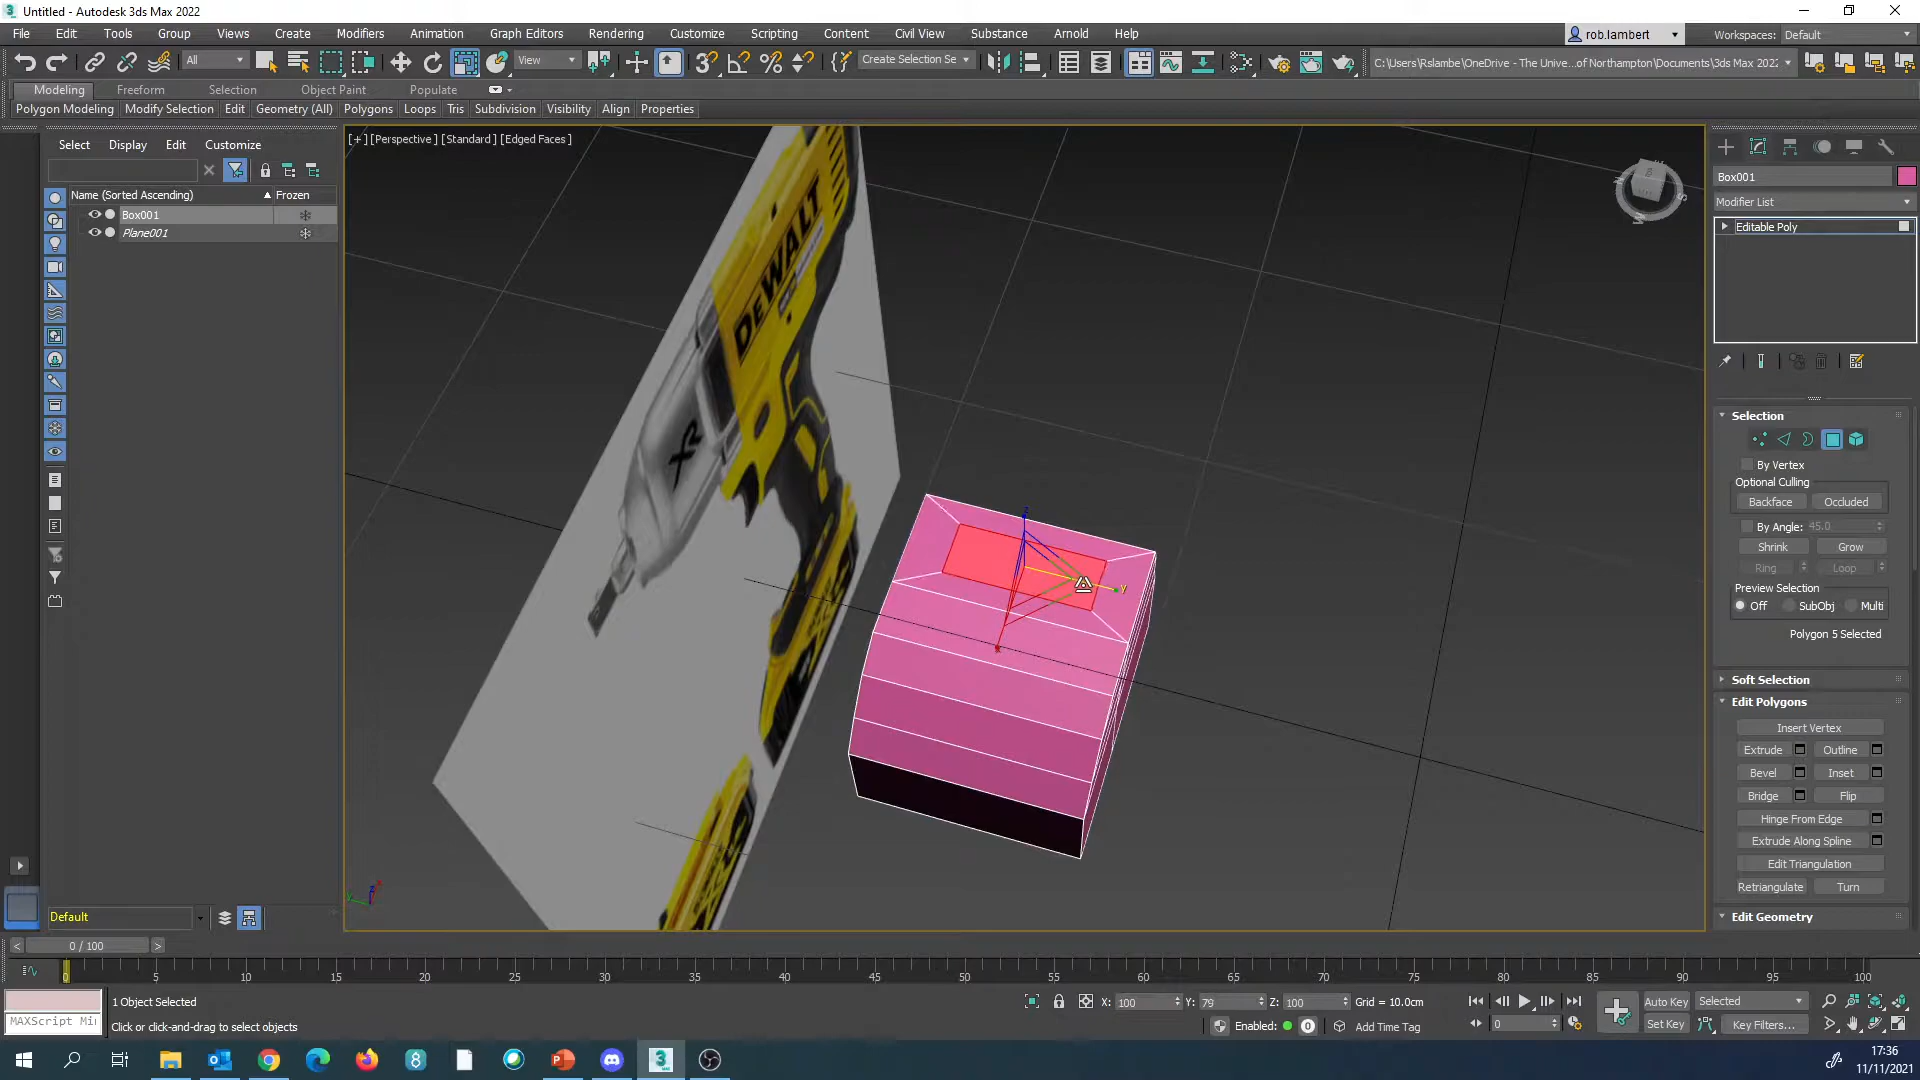 Untitled - Autodesk 3ds Max 2022
File Edit Tools Group Views Create Modifiers Animation Graph Editors Rendering Customize Scripting Content Civil View Substance Arnold Help
rob.lambert
Workspaces: Default
All
View
Create Selection Se
C:\Users\Rslambe\OneDrive - The Unive...of Northampton\Documents\3ds Max 2022
Modeling Freeform Selection Object Paint Populate
Polygon Modeling Modify Selection Edit Geometry (All) Polygons Loops Tris Subdivision Visibility Align Properties
Select Display Edit Customize
Name (Sorted Ascending) Frozen
Box001
Plane001
[+] [Perspective] [Standard] [Edged Faces]
DEWALT
XR
z
y
x
Box001
Modifier List
Editable Poly
Selection
By Vertex
Optional Culling
Backface Occluded
By Angle: 45.0
Shrink Grow
Ring Loop
Preview Selection
Off SubObj Multi
Polygon 5 Selected
Soft Selection
Edit Polygons
Insert Vertex
Extrude Outline
Bevel Inset
Bridge Flip
Hinge From Edge
Extrude Along Spline
Edit Triangulation
Retriangulate Turn
Edit Geometry
Default
< 0 / 100 >
0 5 10 15 20 25 30 35 40 45 50 55 60 65 70 75 80 85 90 95 100
1 Object Selected
X: 100 Y: 79 Z: 100 Grid = 10.0cm
Auto Key Selected
MAXScript Mi
Click or click-and-drag to select objects
Enabled: 0 Add Time Tag
0
Set Key Key Filters...
17:36
11/11/2021